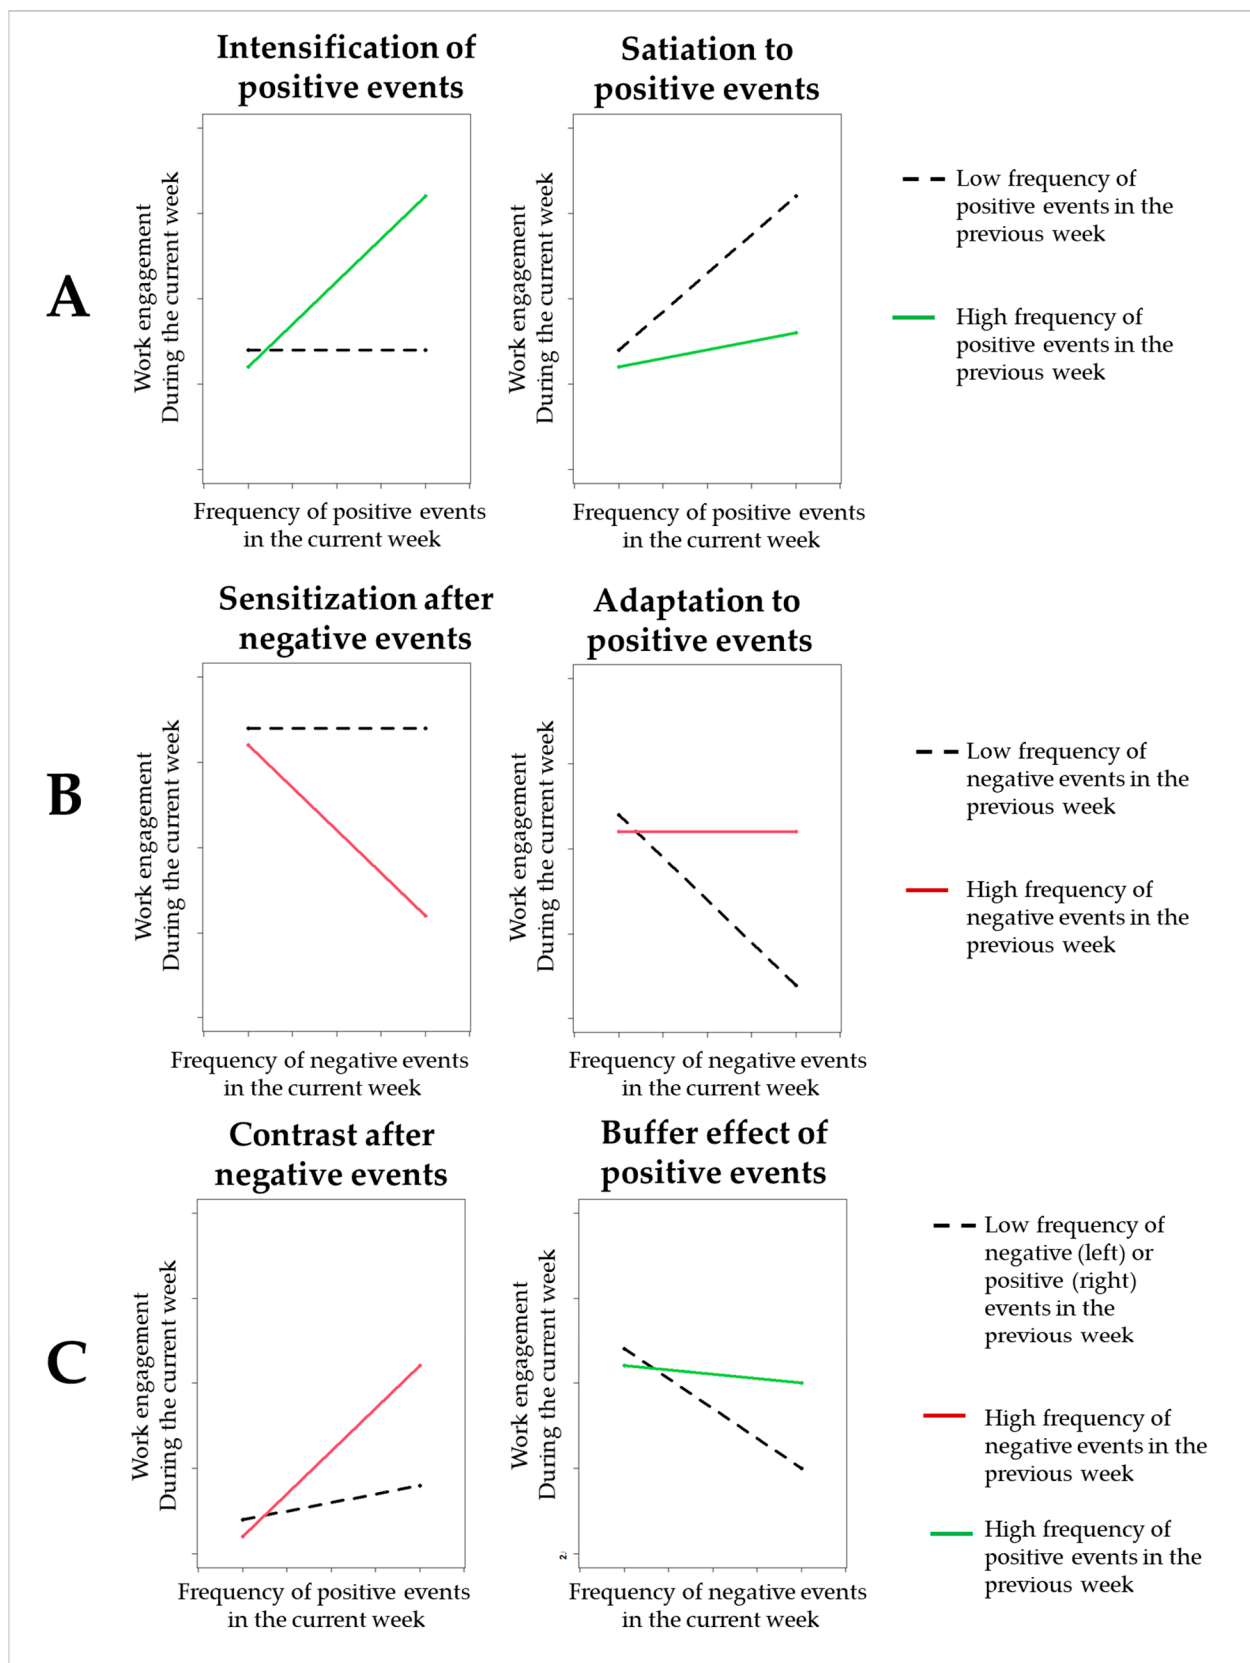 Intensification of
positive events
Satiation to
positive events
A
Work engagement
During the current week
Work engagement
During the current week
Frequency of positive events
in the current week
Frequency of positive events
in the current week
Low frequency of
positive events in the
previous week
High frequency of
positive events in the
previous week
Sensitization after
negative events
Adaptation to
positive events
B
Work engagement
During the current week
Work engagement
During the current week
Frequency of negative events
in the current week
Frequency of negative events
in the current week
Low frequency of
negative events in the
previous week
High frequency of
negative events in the
previous week
Contrast after
negative events
Buffer effect of
positive events
C
Work engagement
During the current week
Work engagement
During the current week
Frequency of positive events
in the current week
Frequency of negative events
in the current week
Low frequency of
negative (left) or
positive (right)
events in the
previous week
High frequency of
negative events in the
previous week
High frequency of
positive events in the
previous week